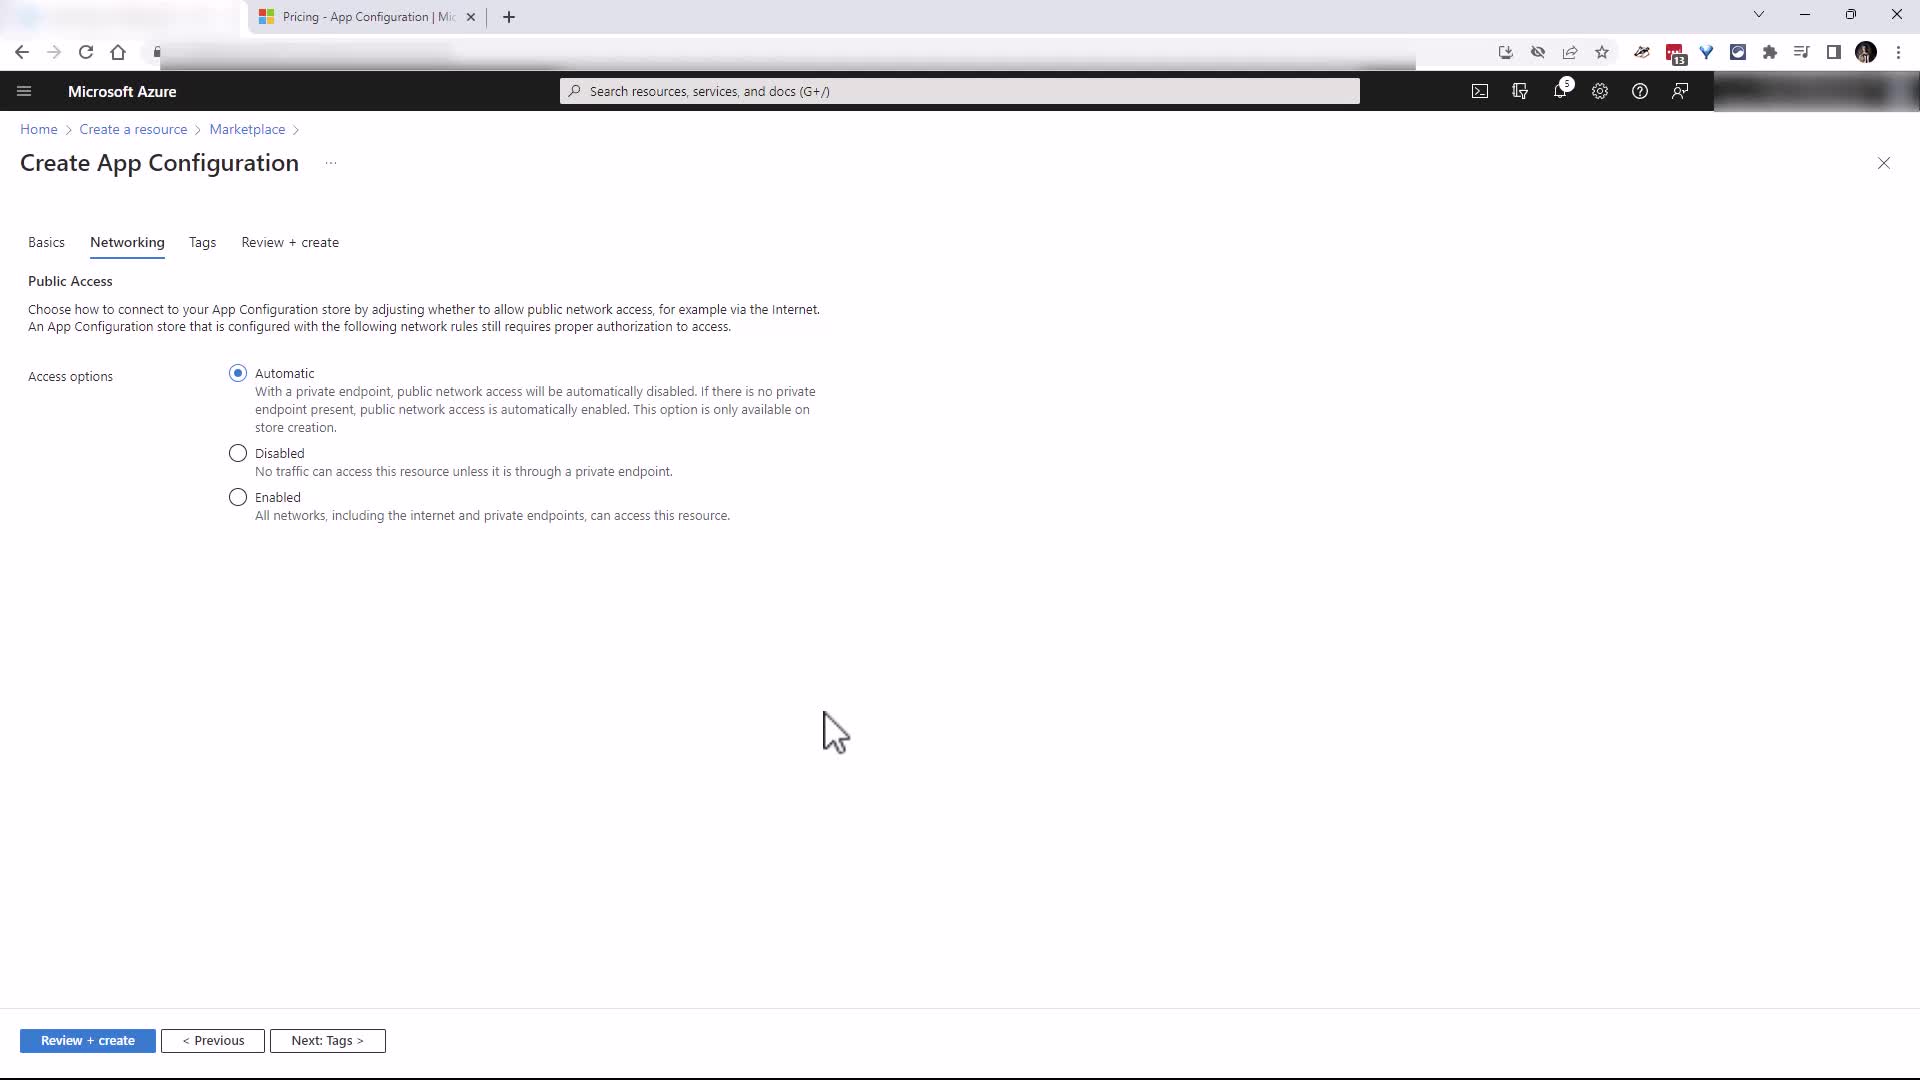 Pricing - App Configuration | Mic
13
Microsoft Azure
Search resources, services, and docs (G+/)
5
Home > Create a resource > Marketplace >
Create App Configuration ...
Basics Networking Tags Review + create
Public Access
Choose how to connect to your App Configuration store by adjusting whether to allow public network access, for example via the Internet.
An App Configuration store that is configured with the following network rules still requires proper authorization to access.
Access options
Automatic
With a private endpoint, public network access will be automatically disabled. If there is no private
endpoint present, public network access is automatically enabled. This option is only available on
store creation.
Disabled
No traffic can access this resource unless it is through a private endpoint.
Enabled
All networks, including the internet and private endpoints, can access this resource.
Review + create < Previous Next: Tags >